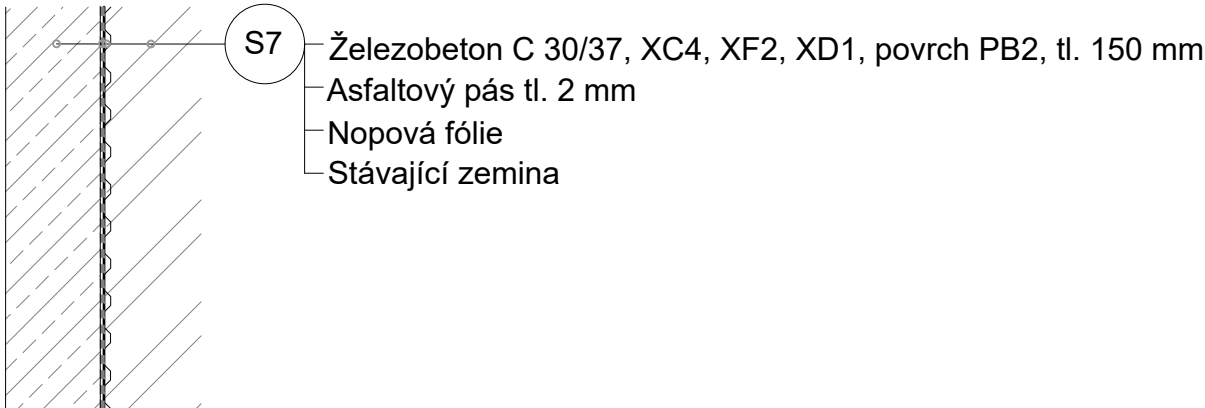 S7
Železobeton C 30/37, XC4, XF2, XD1, povrch PB2, tl. 150 mm
Asfaltový pás tl. 2 mm
Nopová fólie
Stávající zemina